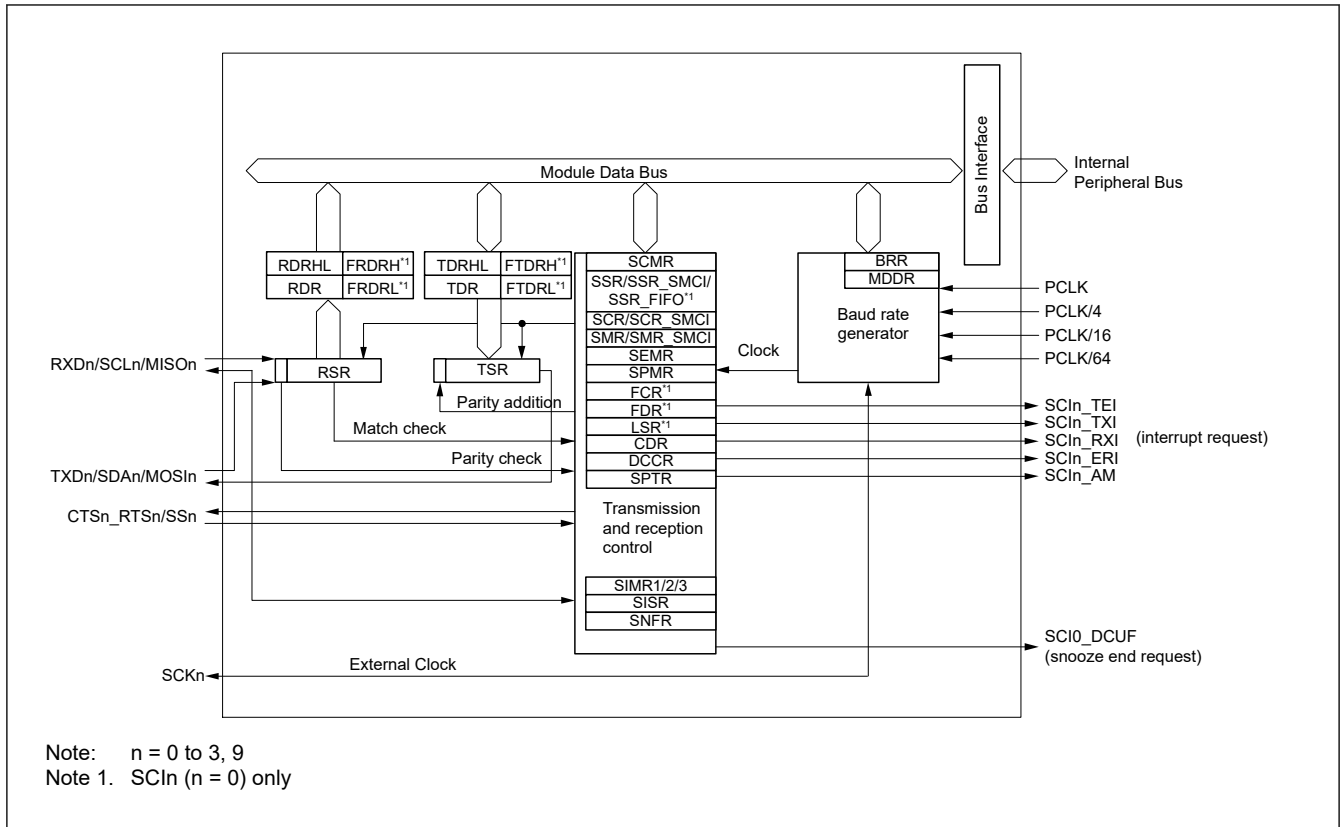 Module Data Bus
Bus Interface
Internal
Peripheral Bus
RDRHL
FRDRH*1
RDR
FRDRL*1
TDRHL
FTDRH*1
TDR
FTDRL*1
SCMR
SSR/SSR_SMCI/
SSR_FIFO*1
SCR/SCR_SMCI
SMR/SMR_SMCI
SEMR
SPMR
FCR*1
FDR*1
LSR*1
CDR
DCCR
SPTR
Transmission
and reception
control
SIMR1/2/3
SISR
SNFR
BRR
MDDR
Baud rate
generator
Clock
PCLK
PCLK/4
PCLK/16
PCLK/64
RXDn/SCLn/MISOn
RSR
TSR
Parity addition
Match check
Parity check
TXDn/SDAn/MOSIn
CTSn_RTSn/SSn
SCKn
External Clock
SCIn_TEI
SCIn_TXI
SCIn_RXI
(interrupt request)
SCIn_ERI
SCIn_AM
SCI0_DCUF
(snooze end request)
Note: n = 0 to 3, 9
Note 1. SCIn (n = 0) only